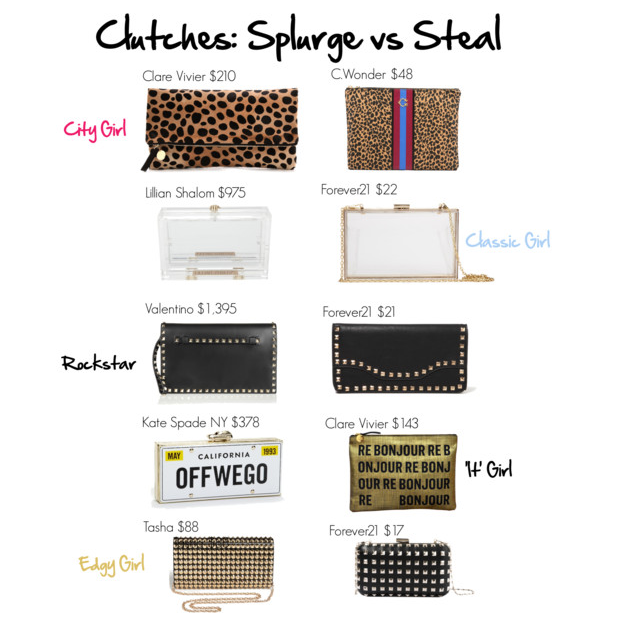 Clutches: Splurge vs Steal
Clare Vivier $210
C.Wonder $48
City Girl
Lillian Shalom $975
Forever21 $22
Classic Girl
Valentino $1,395
Forever21 $21
Rockstar
Kate Spade NY $378
Clare Vivier $143
MAY
CALIFORNIA
1993
OFFWEGO
RE BONJOUR RE B
ONJOUR RE BONJ
OUR RE BONJOUR
RE BONJOUR
'It' Girl
Tasha $88
Forever21 $17
Edgy Girl